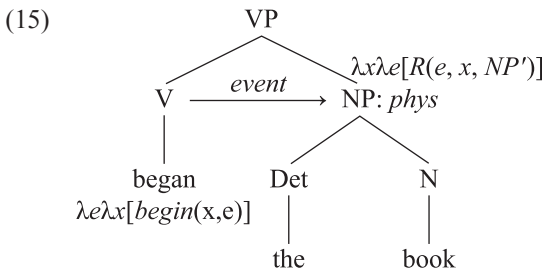 (15) VP
λxλe[R(e, x, NP′)]
V event NP: phys
began Det N
λeλx[begin(x,e)]
the book